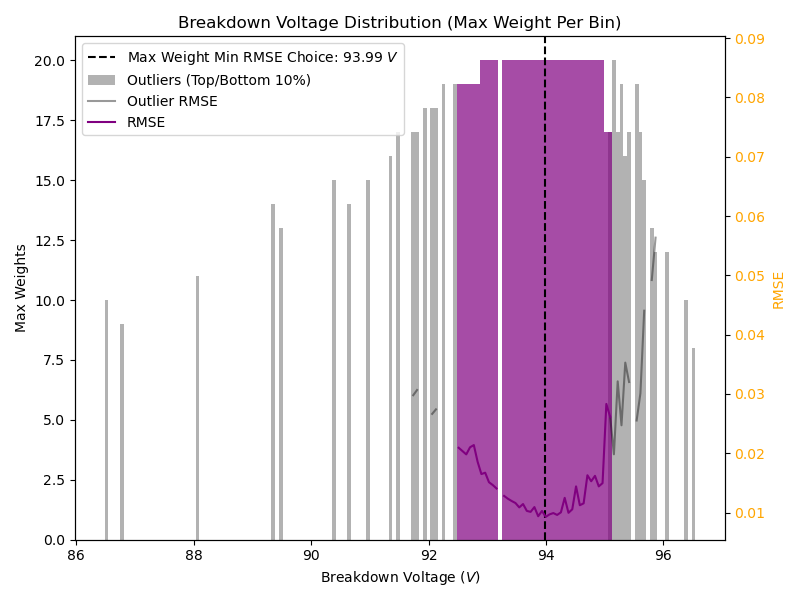 Breakdown Voltage Distribution (Max Weight Per Bin)
Max Weight Min RMSE Choice: 93.99 V
Outliers (Top/Bottom 10%)
Outlier RMSE
RMSE
20.0
17.5
15.0
12.5
10.0
7.5
5.0
2.5
0.0
Max Weights
0.09
0.08
0.07
0.06
0.05
0.04
0.03
0.02
0.01
RMSE
86 88 90 92 94 96
Breakdown Voltage (V)